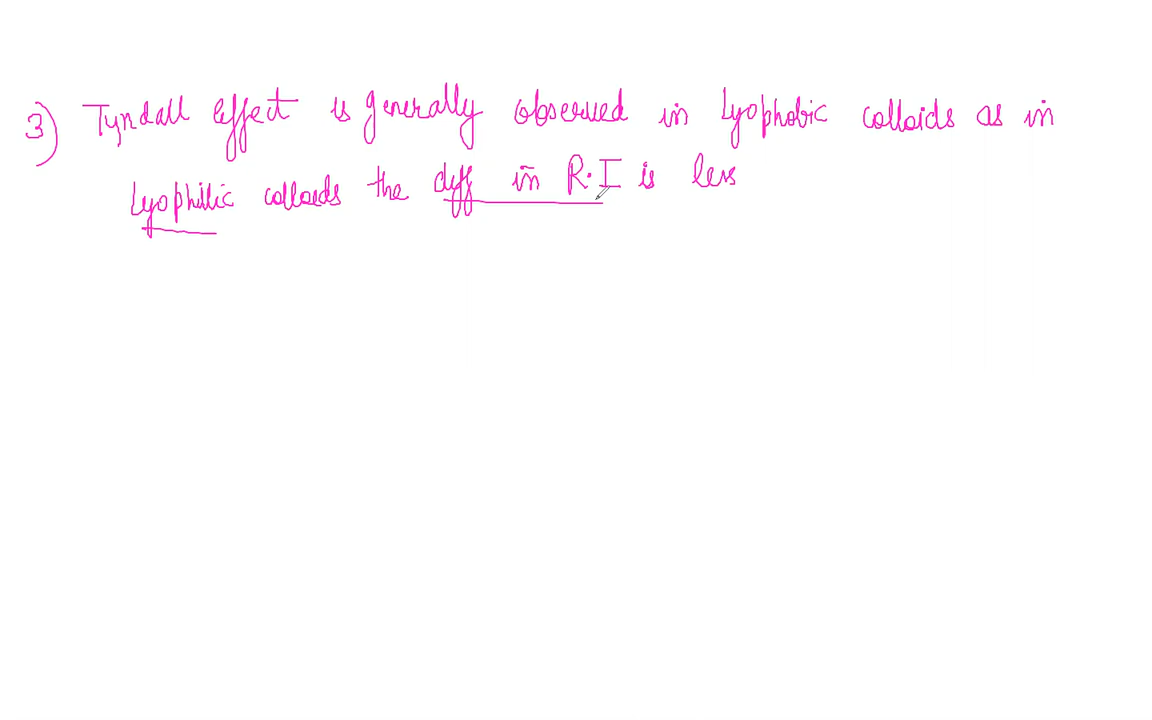 3) Tyndall effect is generally observed in lyophobic colloids as in
lyophilic colloids the diff in R.I is less